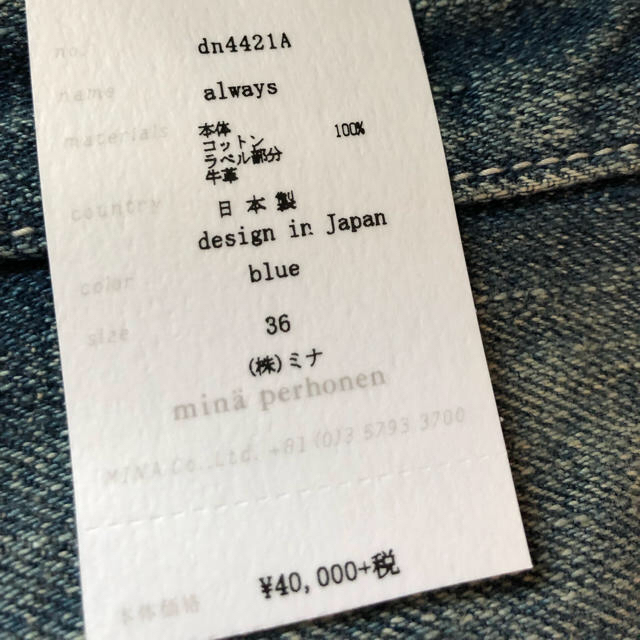 no. dn4421A
name always
materials 本体
コットン 100%
ラベル部分
牛革
country 日本製
design in Japan
color blue
size 36
(株)ミナ
minä perhonen
MINA Co.,Ltd. +81(0)3 5793 3700
本体価格 ¥40,000+税